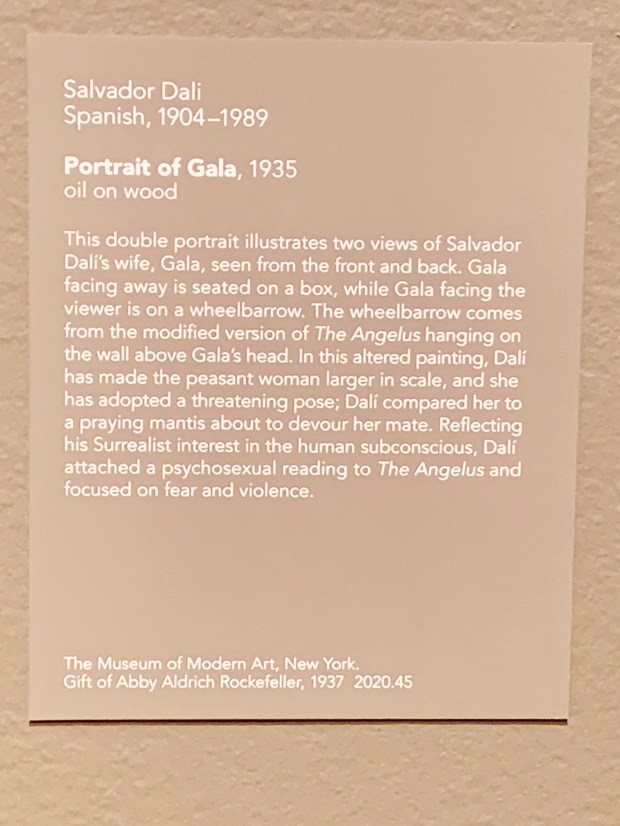 Salvador Dali
Spanish, 1904–1989
Portrait of Gala, 1935
oil on wood
This double portrait illustrates two views of Salvador
Dalí's wife, Gala, seen from the front and back. Gala
facing away is seated on a box, while Gala facing the
viewer is on a wheelbarrow. The wheelbarrow comes
from the modified version of The Angelus hanging on
the wall above Gala's head. In this altered painting, Dalí
has made the peasant woman larger in scale, and she
has adopted a threatening pose; Dalí compared her to
a praying mantis about to devour her mate. Reflecting
his Surrealist interest in the human subconscious, Dalí
attached a psychosexual reading to The Angelus and
focused on fear and violence.
The Museum of Modern Art, New York.
Gift of Abby Aldrich Rockefeller, 1937 2020.45